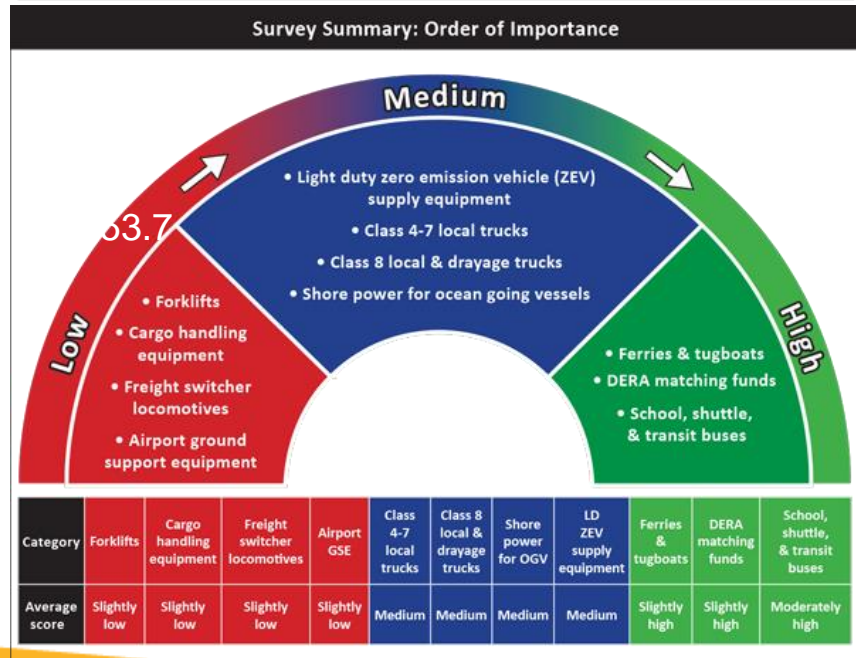 Survey Summary: Order of Importance
Medium
• Light duty zero emission vehicle (ZEV)
supply equipment
• Class 4-7 local trucks
• Class 8 local & drayage trucks
• Shore power for ocean going vessels
Low
• Forklifts
• Cargo handling
equipment
• Freight switcher
locomotives
• Airport ground
support equipment
High
• Ferries & tugboats
• DERA matching funds
• School, shuttle,
& transit buses
Category
Forklifts
Cargo
handling
equipment
Freight
switcher
locomotives
Airport
GSE
Class
4-7
local
trucks
Class 8
local &
drayage
trucks
Shore
power
for OGV
LD
ZEV
supply
equipment
Ferries
&
tugboats
DERA
matching
funds
School,
shuttle,
& transit
buses
Average
score
Slightly
low
Slightly
low
Slightly
low
Slightly
low
Medium
Medium
Medium
Medium
Slightly
high
Slightly
high
Moderately
high